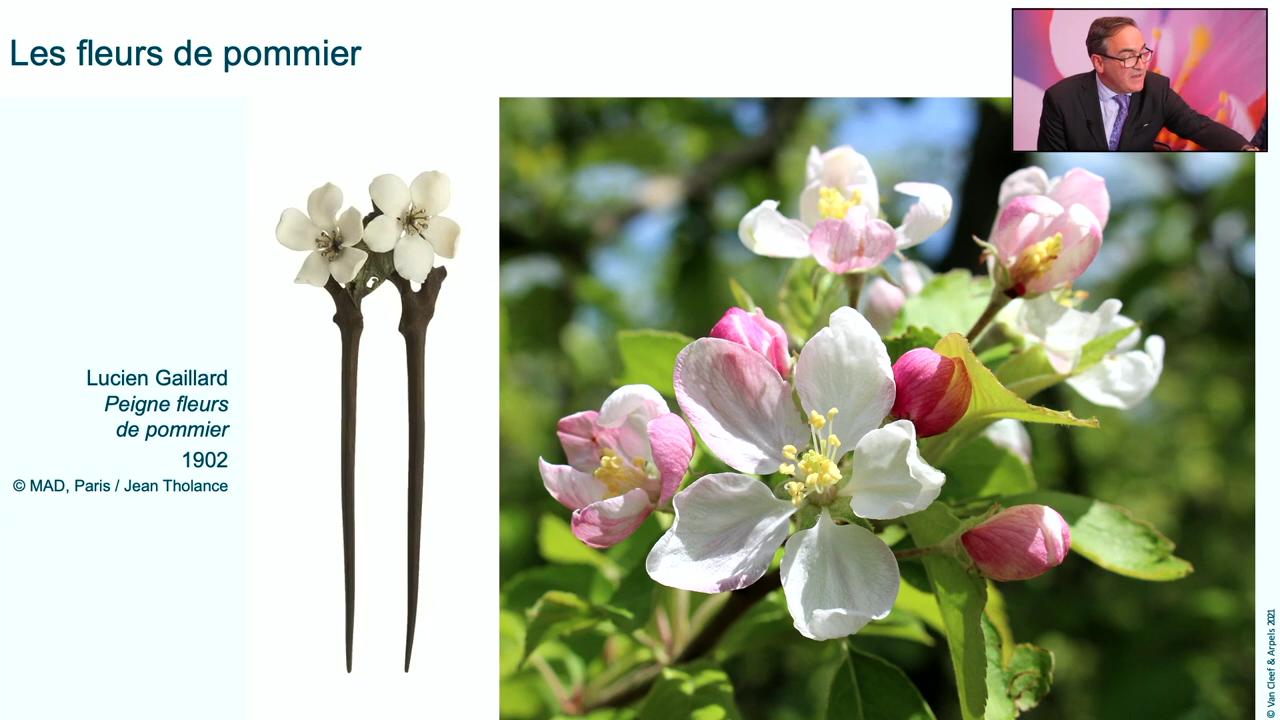 Les fleurs de pommier
Lucien Gaillard
Peigne fleurs
de pommier
1902
© MAD, Paris / Jean Tholance
© Van Cleef & Arpels 2021